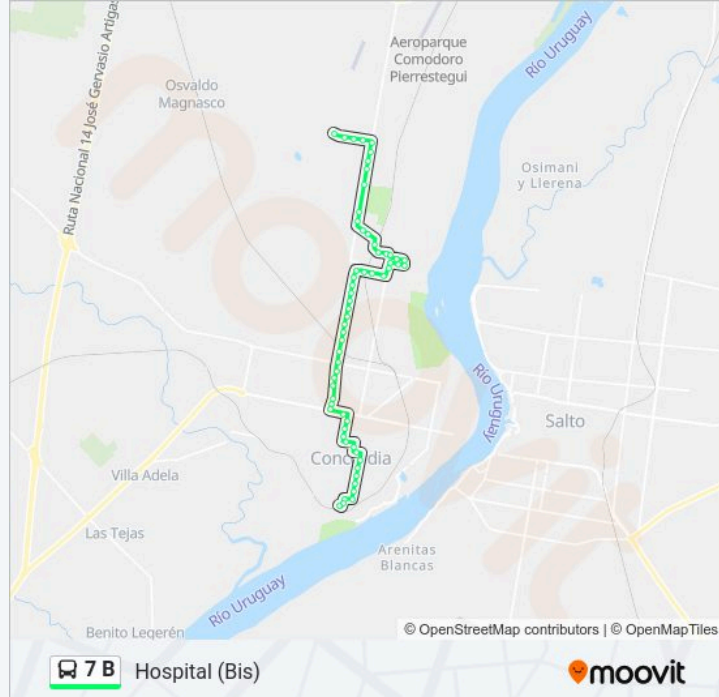 Aeroparque
Comodoro
Pierrestegui
Río Uruguay
Osvaldo
Magnasco
Ruta Nacional 14 José Gervasio Artigas
Osimani
y Llerena
Río Uruguay
Salto
Concordia
Villa Adela
Las Tejas
Arenitas
Blancas
Río Uruguay
Benito Legerén
© OpenStreetMap contributors | © OpenMapTiles
7 B Hospital (Bis)
moovit